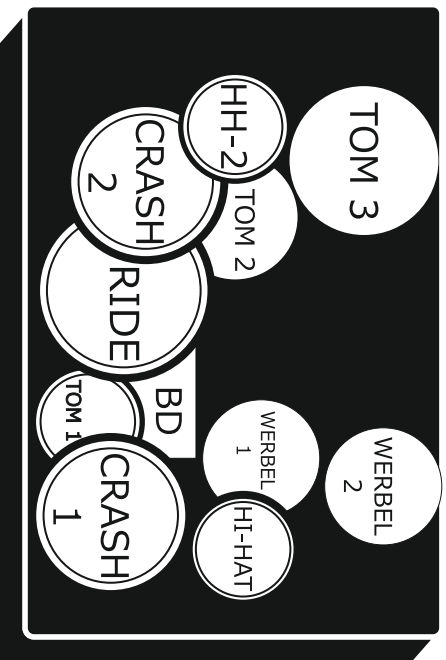 TOM 3
WERBEL
2
HH-2
TOM 2
WERBEL
1
HI-HAT
CRASH
2
RIDE
BD
TOM 1
CRASH
1